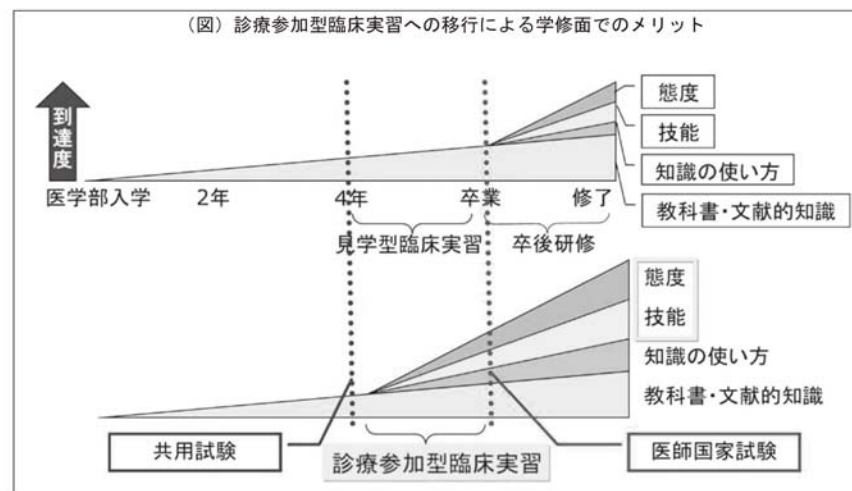 (図)診療参加型臨床実習への移行による学修面でのメリット
到達度
態度
技能
知識の使い方
教科書・文献的知識
医学部入学 2年 4年 卒業 修了
見学型臨床実習 卒後研修
態度
技能
知識の使い方
教科書・文献的知識
共用試験
診療参加型臨床実習
医師国家試験